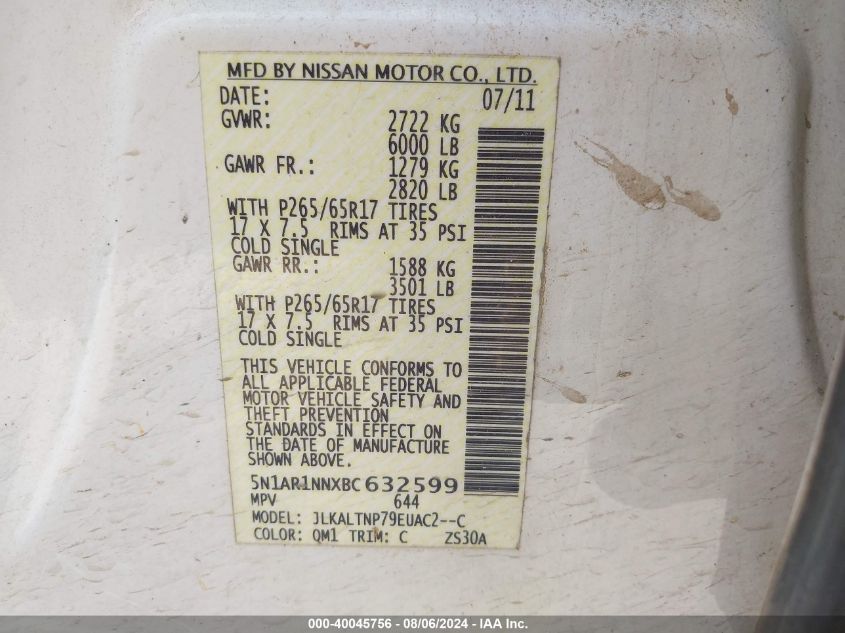 MFD BY NISSAN MOTOR CO., LTD.
DATE: 07/11
GVWR: 2722 KG
6000 LB
GAWR FR.: 1279 KG
2820 LB
WITH P265/65R17 TIRES
17 X 7.5 RIMS AT 35 PSI
COLD SINGLE
GAWR RR.: 1588 KG
3501 LB
WITH P265/65R17 TIRES
17 X 7.5 RIMS AT 35 PSI
COLD SINGLE
THIS VEHICLE CONFORMS TO
ALL APPLICABLE FEDERAL
MOTOR VEHICLE SAFETY AND
THEFT PREVENTION
STANDARDS IN EFFECT ON
THE DATE OF MANUFACTURE
SHOWN ABOVE.
5N1AR1NNXBC632599
MPV 644
MODEL: JLKALTNP79EUAC2--C
COLOR: QM1 TRIM: C ZS30A
000-40045756 - 08/06/2024 - IAA Inc.